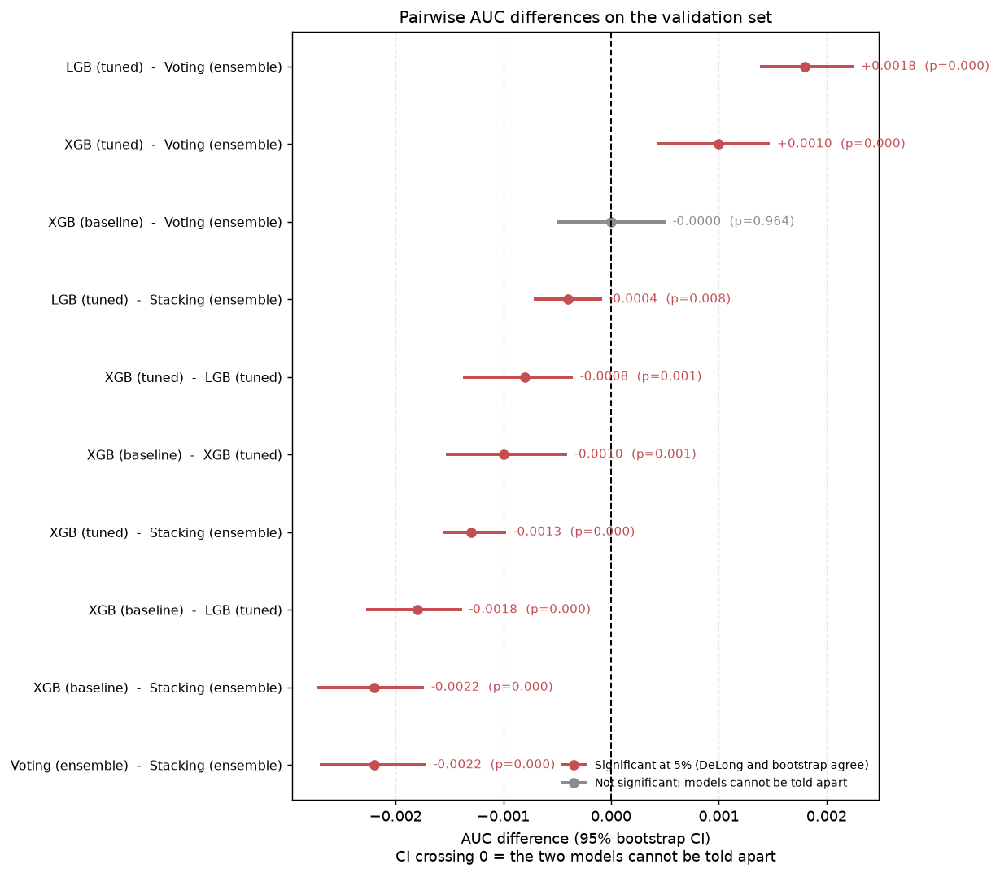 Pairwise AUC differences on the validation set
LGB (tuned)  -  Voting (ensemble)
+0.0018  (p=0.000)
XGB (tuned)  -  Voting (ensemble)
+0.0010  (p=0.000)
XGB (baseline)  -  Voting (ensemble)
-0.0000  (p=0.964)
LGB (tuned)  -  Stacking (ensemble)
-0.0004  (p=0.008)
XGB (tuned)  -  LGB (tuned)
-0.0008  (p=0.001)
XGB (baseline)  -  XGB (tuned)
-0.0010  (p=0.001)
XGB (tuned)  -  Stacking (ensemble)
-0.0013  (p=0.000)
XGB (baseline)  -  LGB (tuned)
-0.0018  (p=0.000)
XGB (baseline)  -  Stacking (ensemble)
-0.0022  (p=0.000)
Voting (ensemble)  -  Stacking (ensemble)
-0.0022  (p=0.000)
Significant at 5% (DeLong and bootstrap agree)
Not significant: models cannot be told apart
−0.002
−0.001
0.000
0.001
0.002
AUC difference (95% bootstrap CI)
CI crossing 0 = the two models cannot be told apart